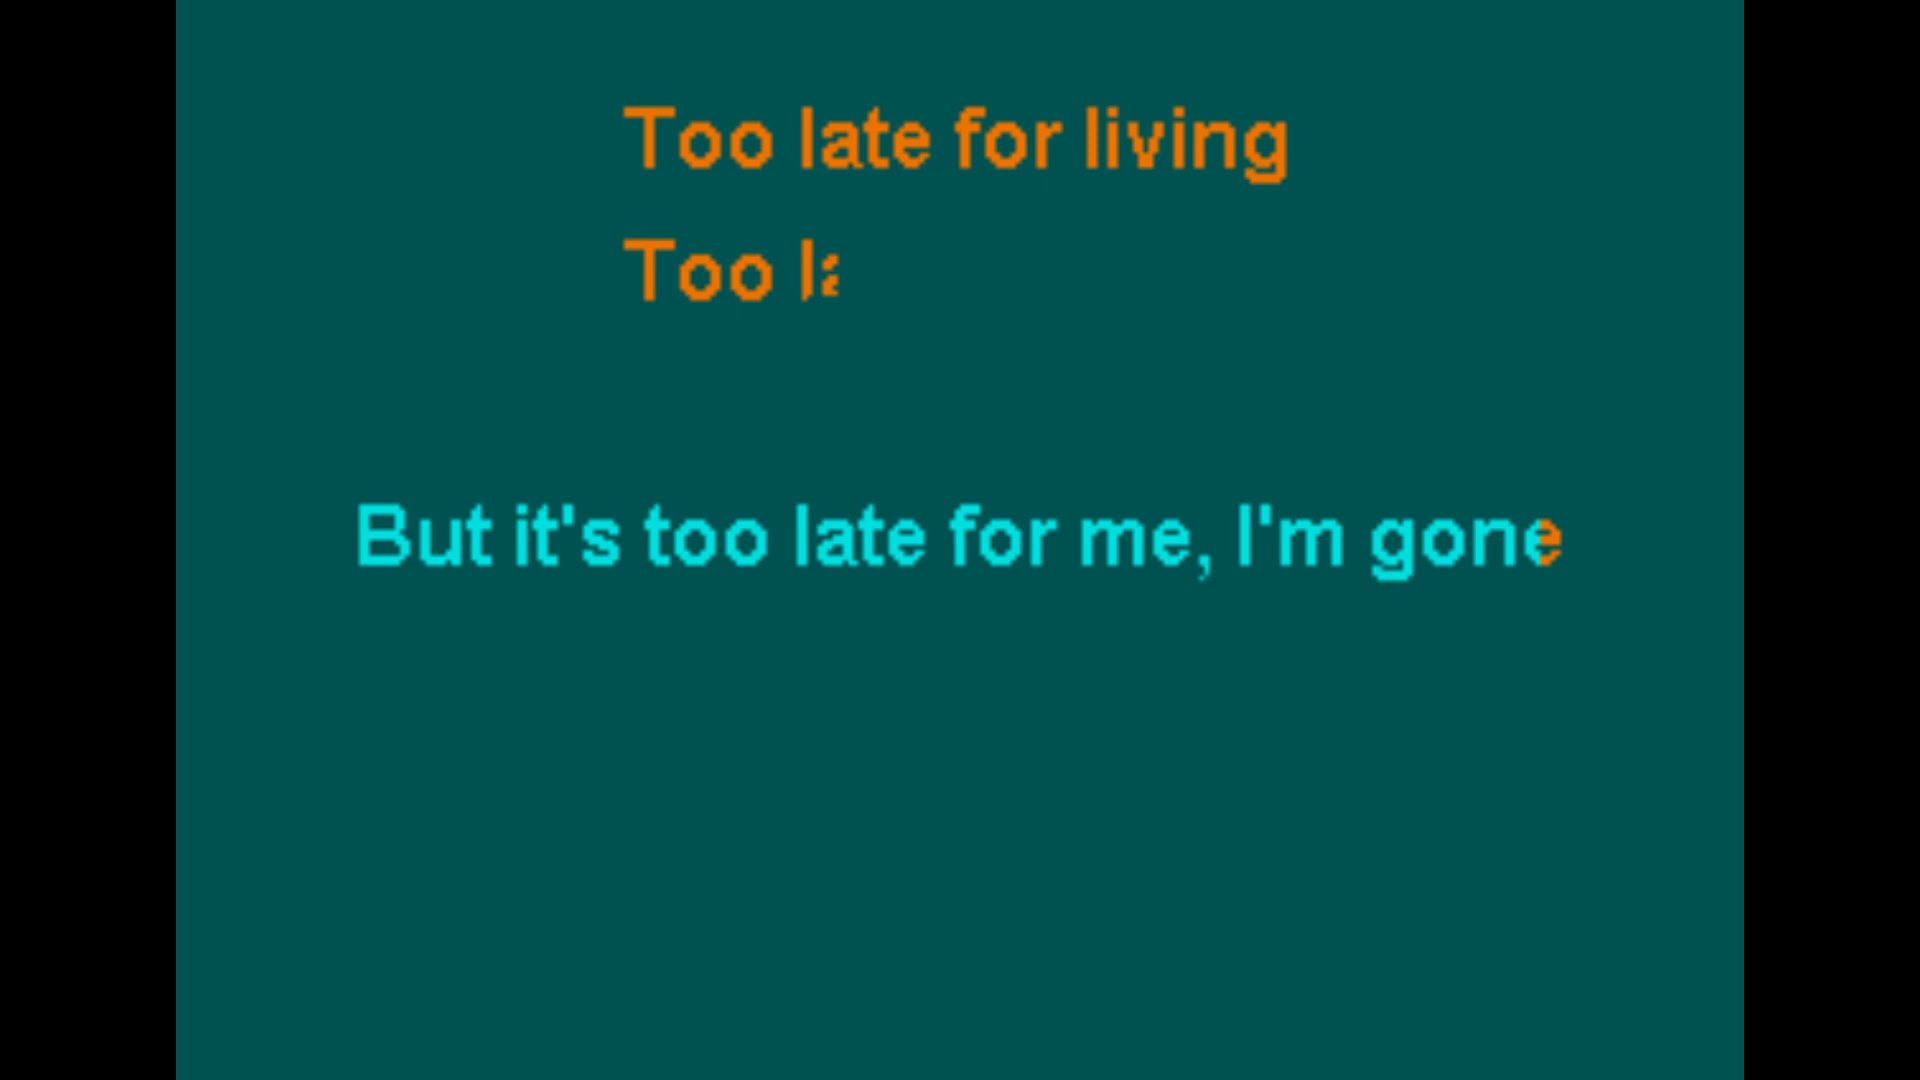 Too late for living
Too
But it's too late for me, I'm gone